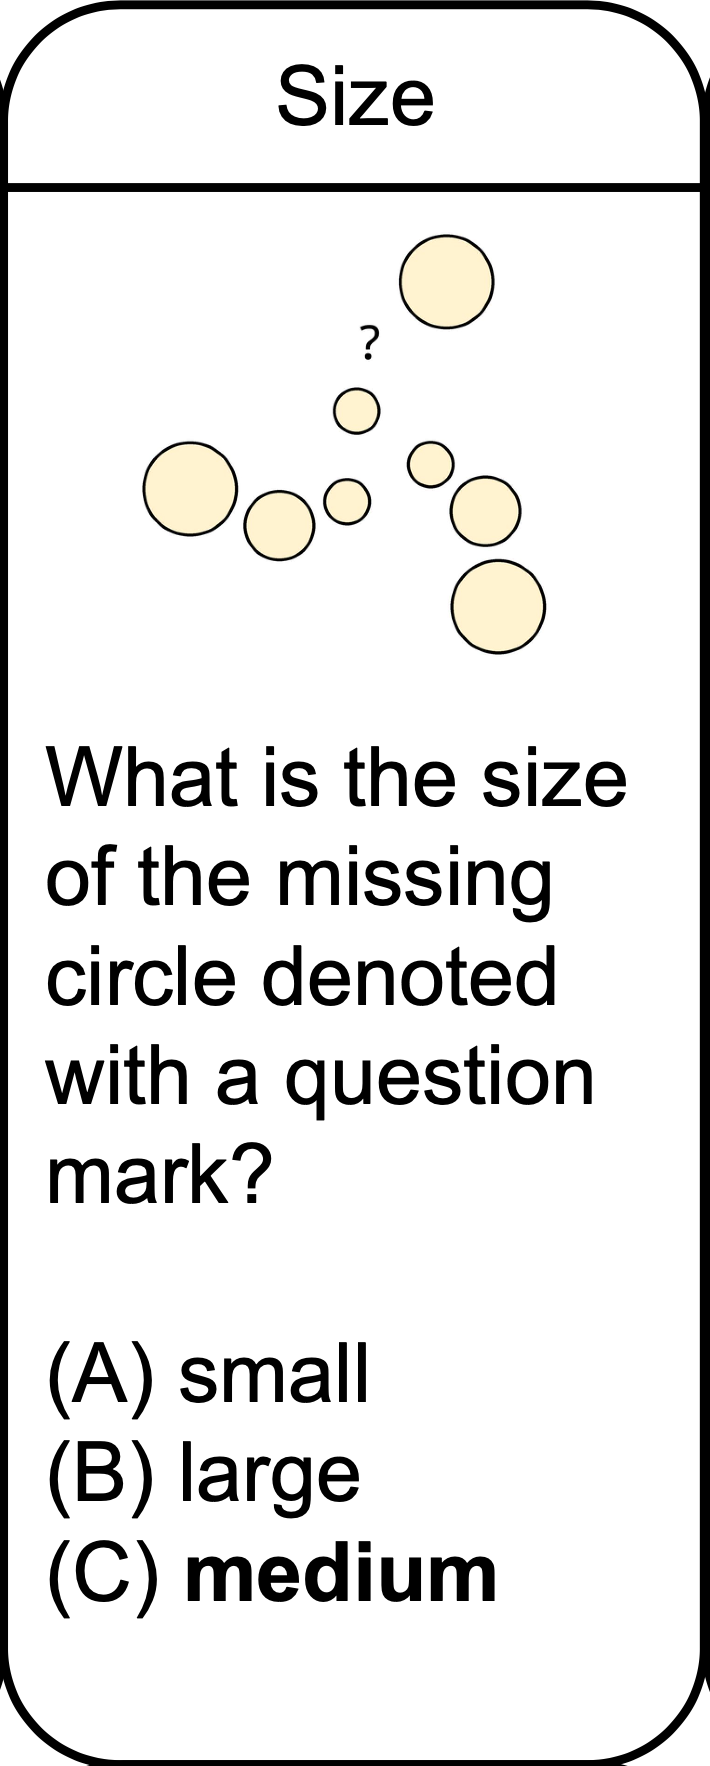 Size
?
What is the size
of the missing
circle denoted
with a question
mark?
(A) small
(B) large
(C) medium